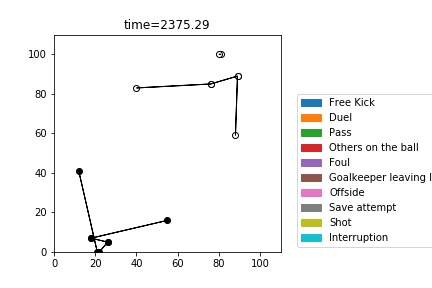 time=2375.29
100
80
60
40
20
0
0 20 40 60 80 100
Free Kick
Duel
Pass
Others on the ball
Foul
Goalkeeper leaving l
Offside
Save attempt
Shot
Interruption